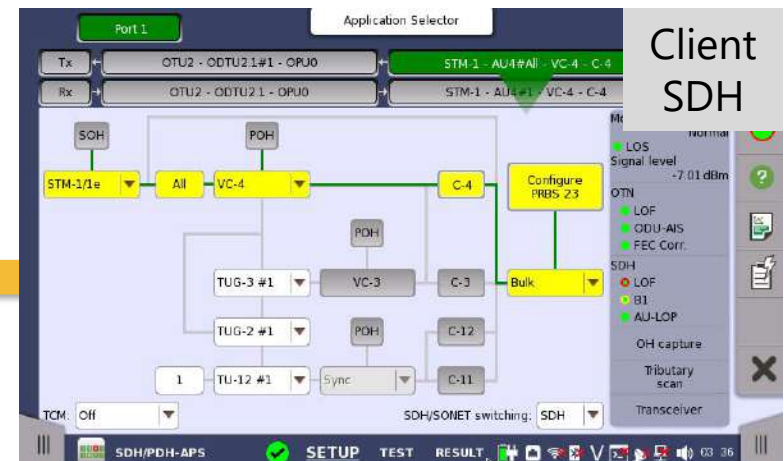 Port 1
Application Selector
Client
SDH
Tx
OTU2 - ODTU2.1#1 - OPU0
STM-1 - AU4#All - VC-4 - C-4
Rx
OTU2 - ODTU2.1 - OPU0
STM-1 - AU4#1 - VC-4 - C-4
Normal
LOS
Signal level
-7.01 dBm
OTN
LOF
ODU-AIS
FEC Corr.
SDH
LOF
B1
AU-LOP
OH capture
Tributary
scan
Transceiver
SOH
POH
STM-1/1e
All
VC-4
C-4
Configure
PRBS 23
POH
TUG-3 #1
VC-3
C-3
Bulk
TUG-2 #1
POH
C-12
1
TU-12 #1
Sync
C-11
TCM: Off
SDH/SONET switching: SDH
SDH/PDH-APS
SETUP
TEST
RESULT
03 36